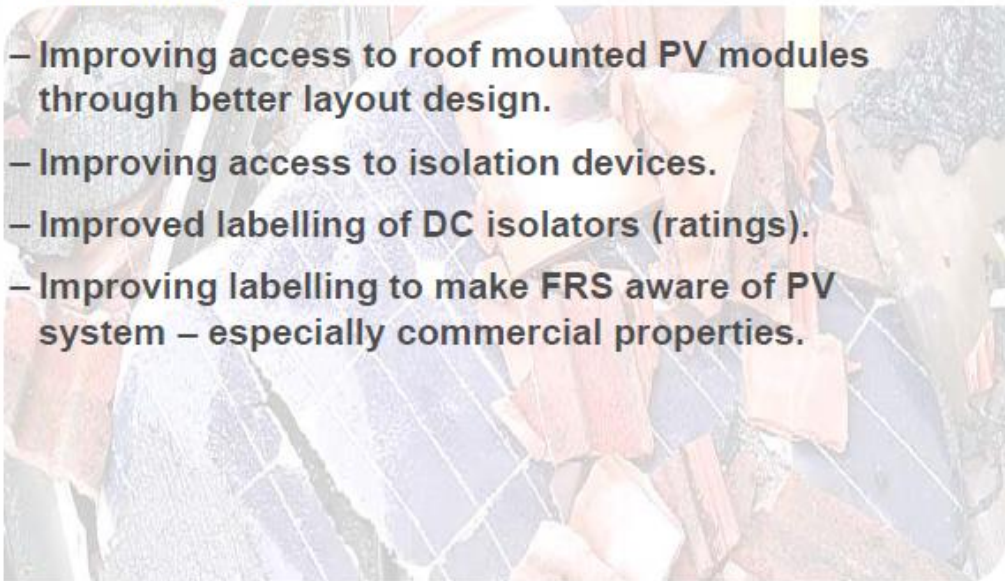 – Improving access to roof mounted PV modules
through better layout design.
– Improving access to isolation devices.
– Improved labelling of DC isolators (ratings).
– Improving labelling to make FRS aware of PV
system – especially commercial properties.